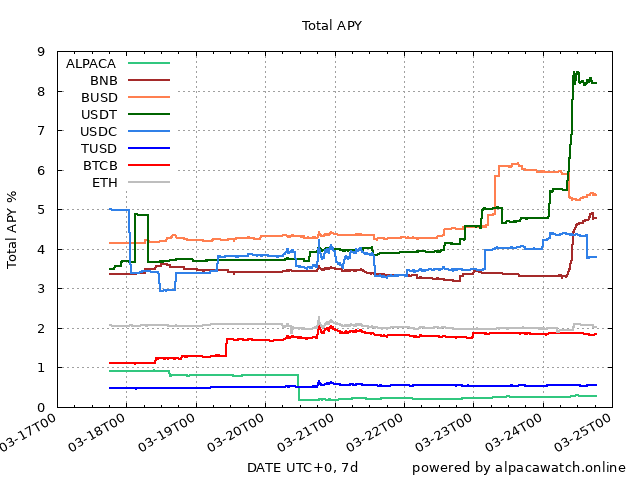 Total APY
ALPACA
BNB
BUSD
USDT
USDC
TUSD
BTCB
ETH
Total APY %
9
8
7
6
5
4
3
2
1
0
03-17T00
03-18T00
03-19T00
03-20T00
03-21T00
03-22T00
03-23T00
03-24T00
03-25T00
DATE UTC+0, 7d
powered by alpacawatch.online